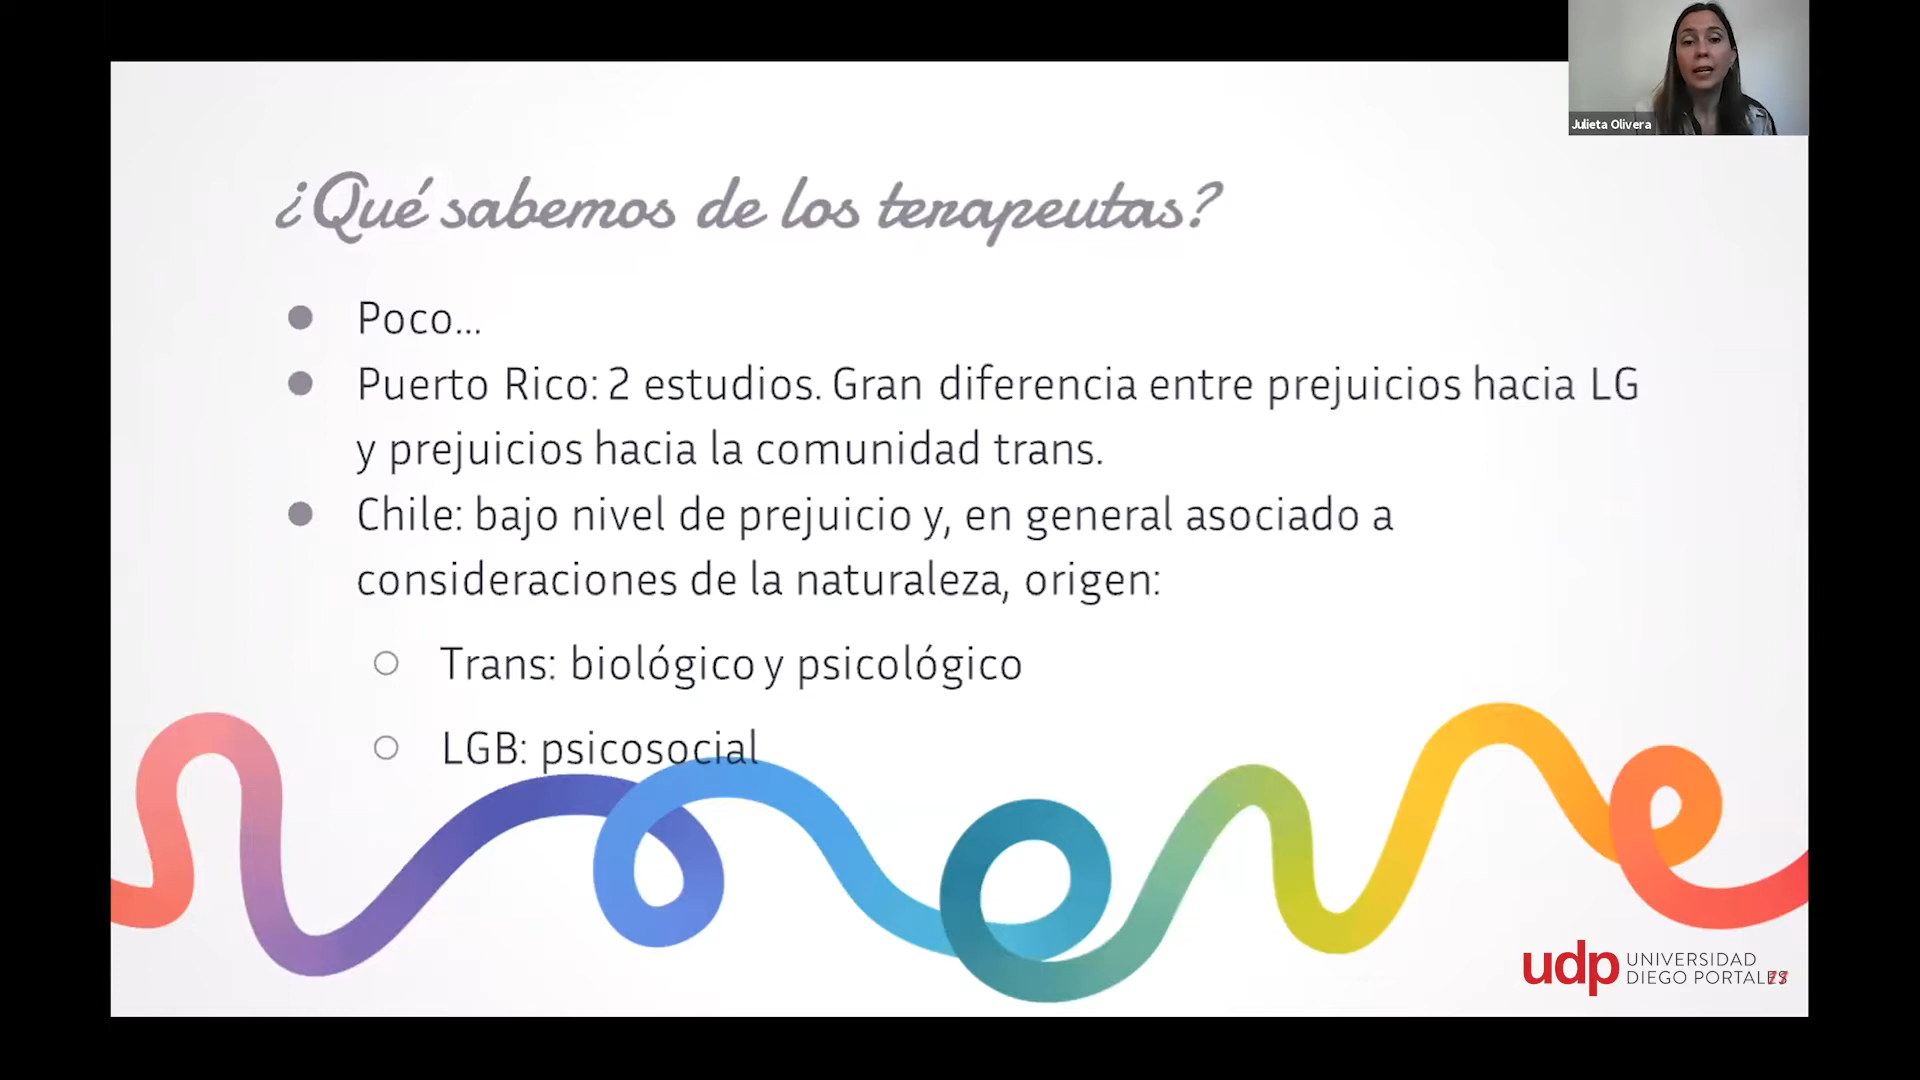 Julieta Olivera
¿Qué sabemos de los terapeutas?
Poco...
Puerto Rico: 2 estudios. Gran diferencia entre prejuicios hacia LG
y prejuicios hacia la comunidad trans.
Chile: bajo nivel de prejuicio y, en general asociado a
consideraciones de la naturaleza, origen:
Trans: biológico y psicológico
LGB: psicosocial
udp UNIVERSIDAD
DIEGO PORTALES